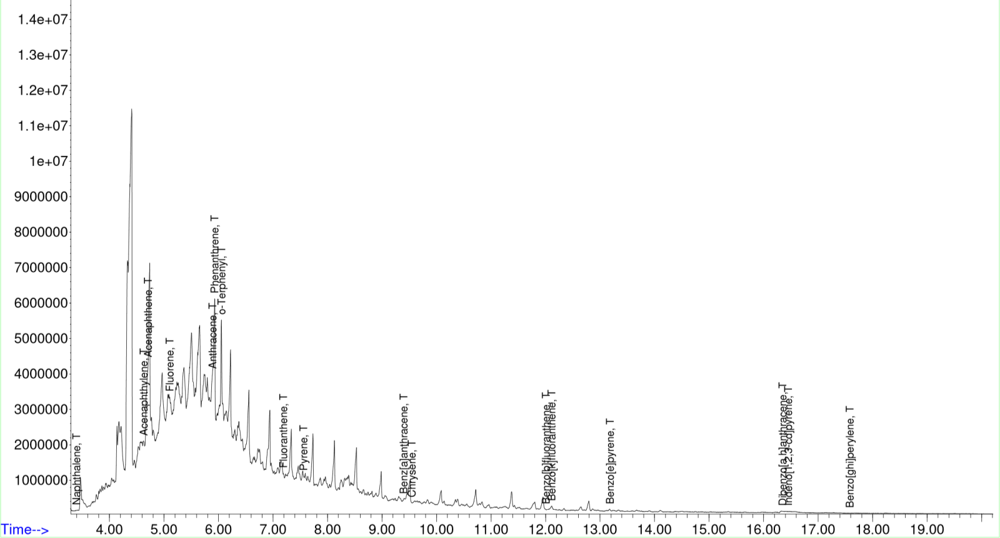 1.4e+07
1.3e+07
1.2e+07
1.1e+07
1e+07
9000000
8000000
7000000
6000000
5000000
4000000
3000000
2000000
1000000
Naphthalene, T
Acenaphthylene, T
Acenaphthene, T
Fluorene, T
Anthracene, T
Phenanthrene, T
o-Terphenyl, T
Fluoranthene, T
Pyrene, T
Benz[a]anthracene, T
Chrysene, T
Benzo[b]fluoranthene, T
Benzo[k]fluoranthene, T
Benzo[e]pyrene, T
Dibenzo[a,h]anthracene, T
Indeno[1,2,3-cd]pyrene, T
Benzo[ghi]perylene, T
Time-->
4.00 5.00 6.00 7.00 8.00 9.00 10.00 11.00 12.00 13.00 14.00 15.00 16.00 17.00 18.00 19.00